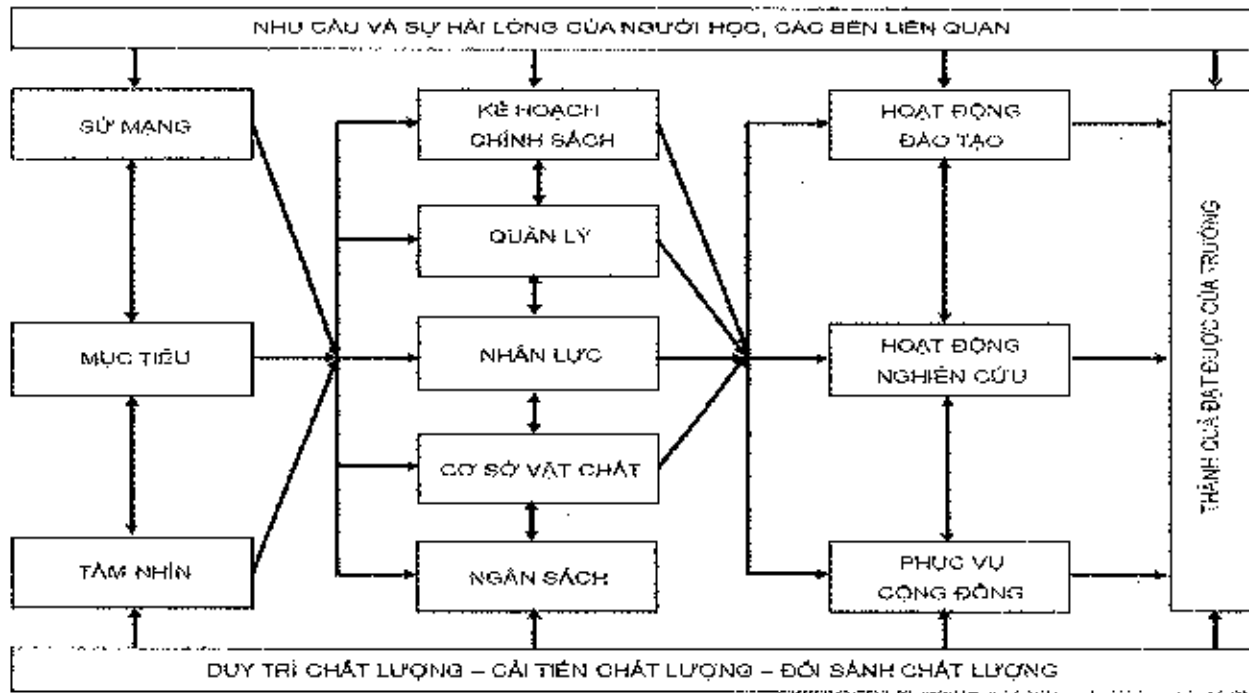 NHU CẦU VÀ SỰ HÀI LÒNG CỦA NGƯỜI HỌC, CÁC BÊN LIÊN QUAN
SỨ MẠNG
KẾ HOẠCH
CHÍNH SÁCH
HOẠT ĐỘNG
ĐÀO TẠO
QUẢN LÝ
MỤC TIÊU
NHÂN LỰC
HOẠT ĐỘNG
NGHIÊN CỨU
CƠ SỞ VẬT CHẤT
TẦM NHÌN
NGÂN SÁCH
PHỤC VỤ
CỘNG ĐỒNG
THÀNH QUẢ ĐẠT ĐƯỢC CỦA TRƯỜNG
DUY TRÌ CHẤT LƯỢNG – CẢI TIẾN CHẤT LƯỢNG – ĐỐI SÁNH CHẤT LƯỢNG